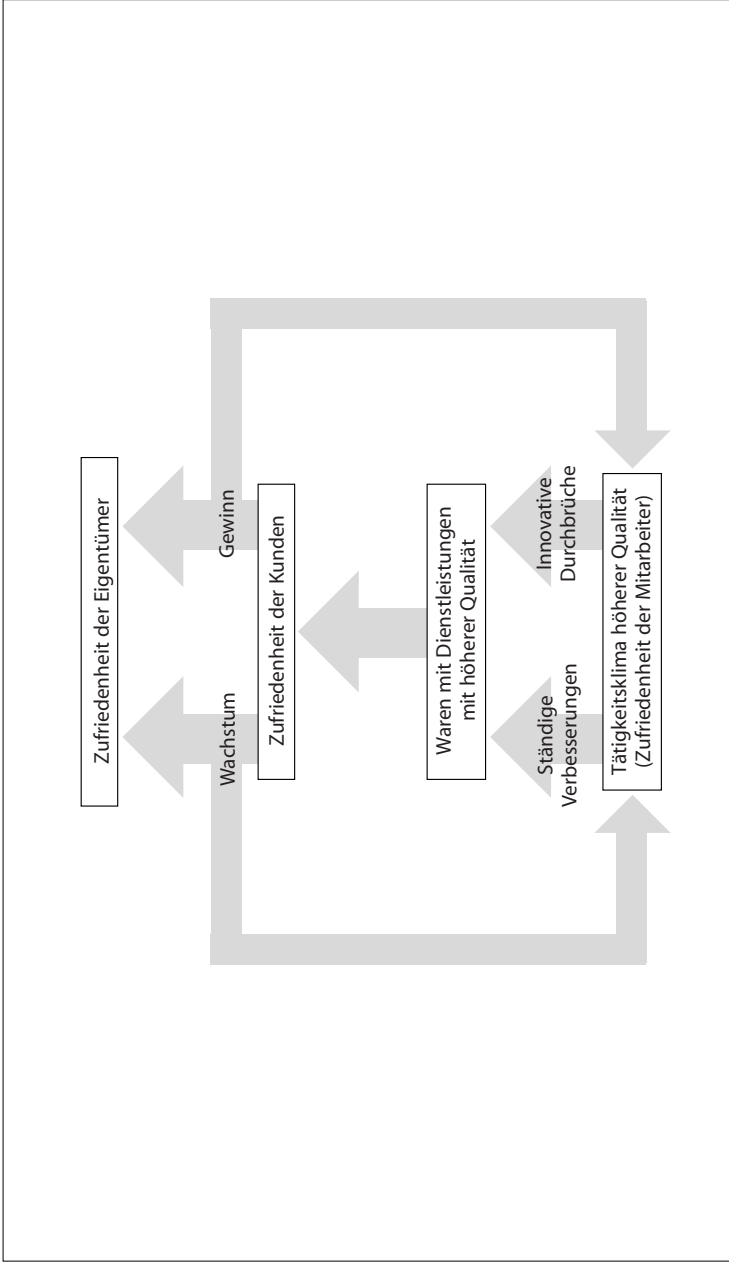 Zufriedenheit der Eigentümer
Wachstum
Gewinn
Zufriedenheit der Kunden
Waren mit Dienstleistungen
mit höherer Qualität
Ständige
Verbesserungen
Innovative
Durchbrüche
Tätigkeitsklima höherer Qualität
(Zufriedenheit der Mitarbeiter)